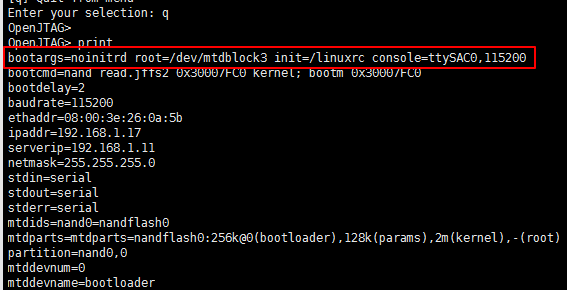 [q] Quit from menu
Enter your selection: q
OpenJTAG>
OpenJTAG> print
bootargs=noinitrd root=/dev/mtdblock3 init=/linuxrc console=ttySAC0,115200
bootcmd=nand read.jffs2 0x30007FC0 kernel; bootm 0x30007FC0
bootdelay=2
baudrate=115200
ethaddr=08:00:3e:26:0a:5b
ipaddr=192.168.1.17
serverip=192.168.1.11
netmask=255.255.255.0
stdin=serial
stdout=serial
stderr=serial
mtdids=nand0=nandflash0
mtdparts=mtdparts=nandflash0:256k@0(bootloader),128k(params),2m(kernel),-(root)
partition=nand0,0
mtddevnum=0
mtddevname=bootloader